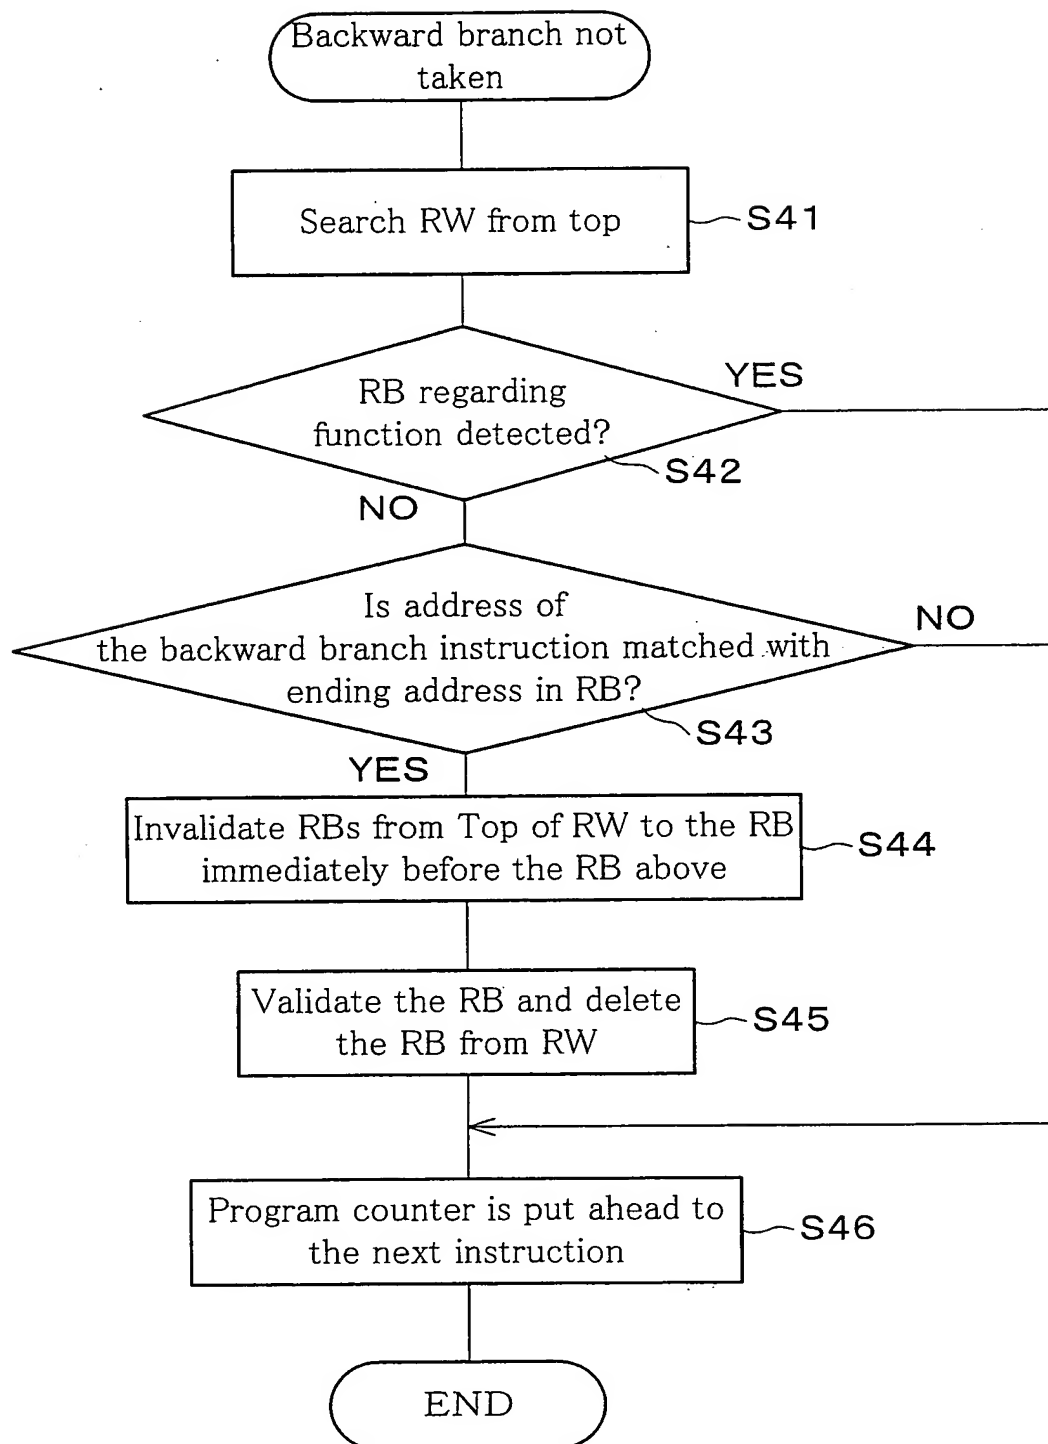 Backward branch not
taken
Search RW from top
S41
RB regarding
function detected?
YES
S42
NO
Is address of
the backward branch instruction matched with
ending address in RB?
NO
S43
YES
Invalidate RBs from Top of RW to the RB
immediately before the RB above
S44
Validate the RB and delete
the RB from RW
S45
Program counter is put ahead to
the next instruction
S46
END